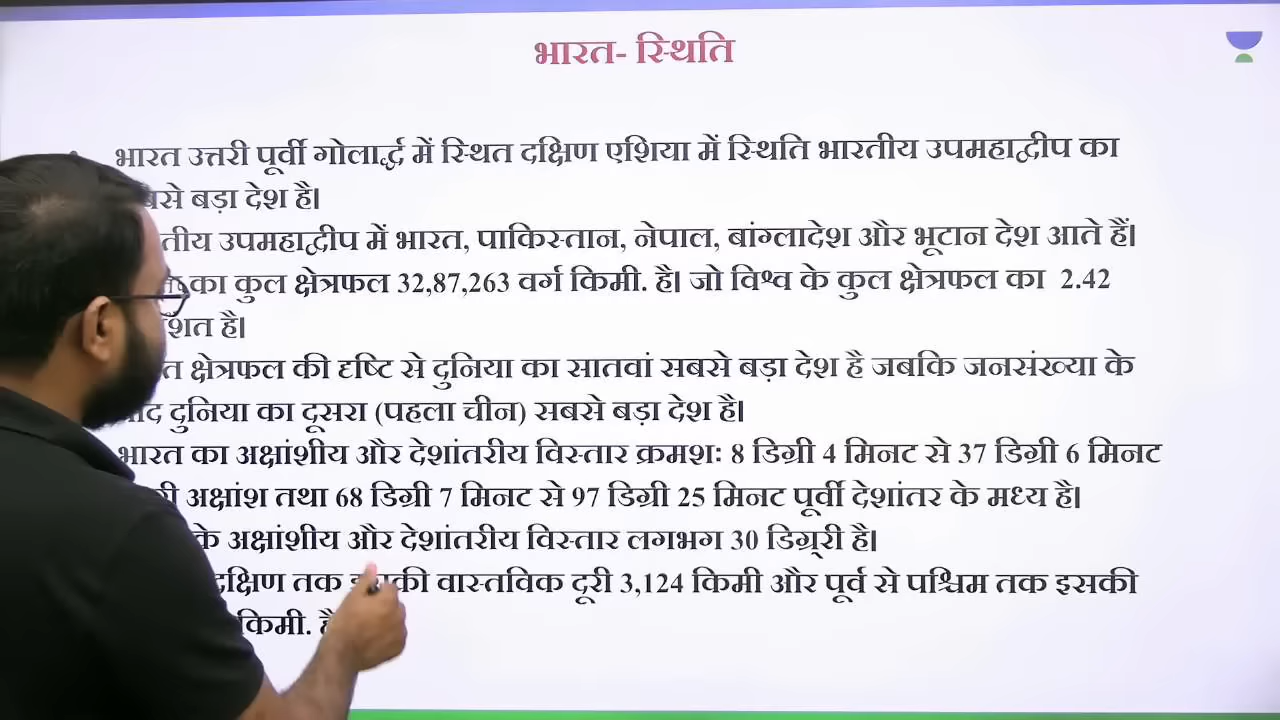 भारत- स्थिति
भारत उत्तरी पूर्वी गोलार्द्ध में स्थित दक्षिण एशिया में स्थिति भारतीय उपमहाद्वीप का
बड़ा देश है।
उपमहाद्वीप में भारत, पाकिस्तान, नेपाल, बांग्लादेश और भूटान देश आते हैं।
का कुल क्षेत्रफल 32,87,263 वर्ग किमी. है। जो विश्व के कुल क्षेत्रफल का 2.42
है।
क्षेत्रफल की दृष्टि से दुनिया का सातवां सबसे बड़ा देश है जबकि जनसंख्या के
दुनिया का दूसरा (पहला चीन) सबसे बड़ा देश है।
भारत का अक्षांशीय और देशांतरीय विस्तार क्रमशः 8 डिग्री 4 मिनट से 37 डिग्री 6 मिनट
अक्षांश तथा 68 डिग्री 7 मिनट से 97 डिग्री 25 मिनट पूर्वी देशांतर के मध्य है।
के अक्षांशीय और देशांतरीय विस्तार लगभग 30 डिग्र्री है।
दक्षिण तक इसकी वास्तविक दूरी 3,124 किमी और पूर्व से पश्चिम तक इसकी
किमी.